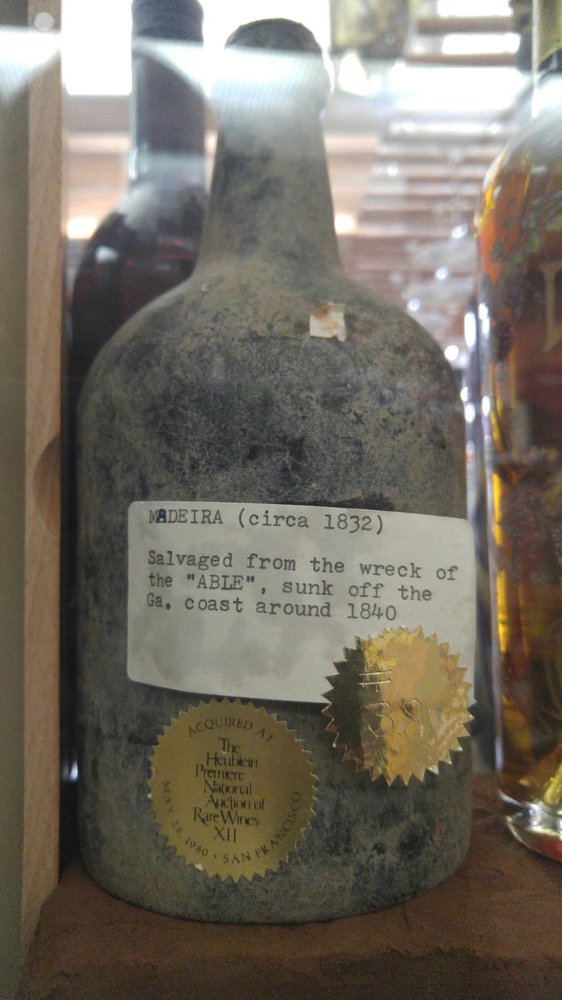 MADEIRA (circa 1832)
Salvaged from the wreck of
the "ABLE", sunk off the
Ga. coast around 1840
# 38
ACQUIRED AT
The
Heublein
Premiere
National
Auction of
Rare Wines
XII
MAY 28, 1980 • SAN FRANCISCO